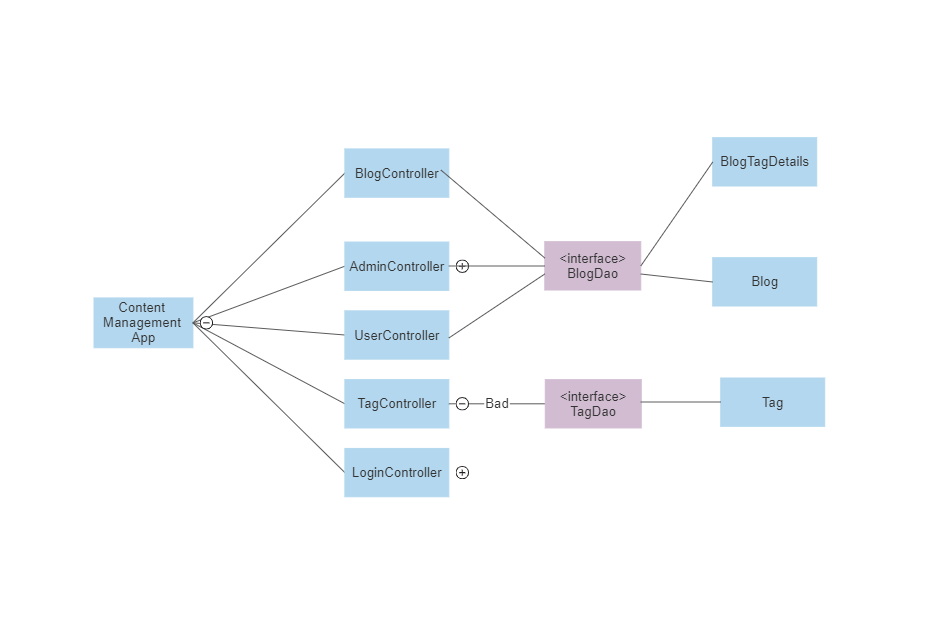 BlogTagDetails
BlogController
<interface>
BlogDao
AdminController
Blog
Content
Management
App
UserController
TagController
Bad
<interface>
TagDao
Tag
LoginController